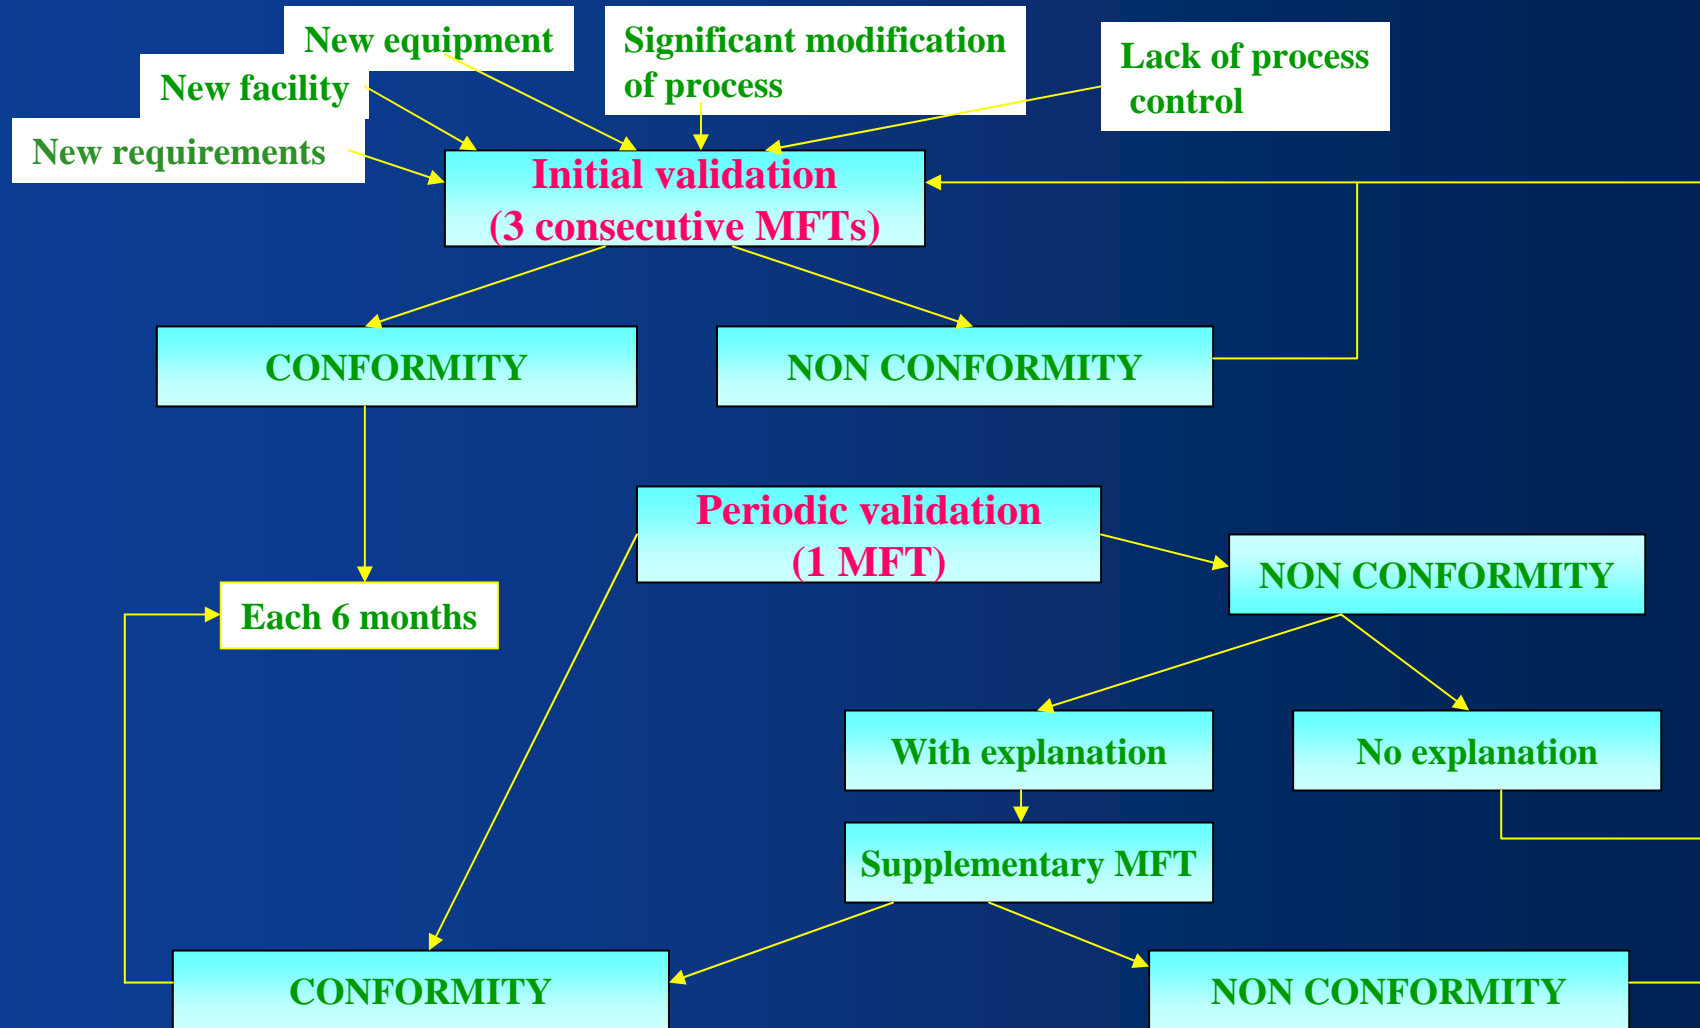 New equipment
Significant modification
of process
Lack of process
control
New facility
New requirements
Initial validation
(3 consecutive MFTs)
CONFORMITY
NON CONFORMITY
Periodic validation
(1 MFT)
NON CONFORMITY
Each 6 months
With explanation
No explanation
Supplementary MFT
CONFORMITY
NON CONFORMITY